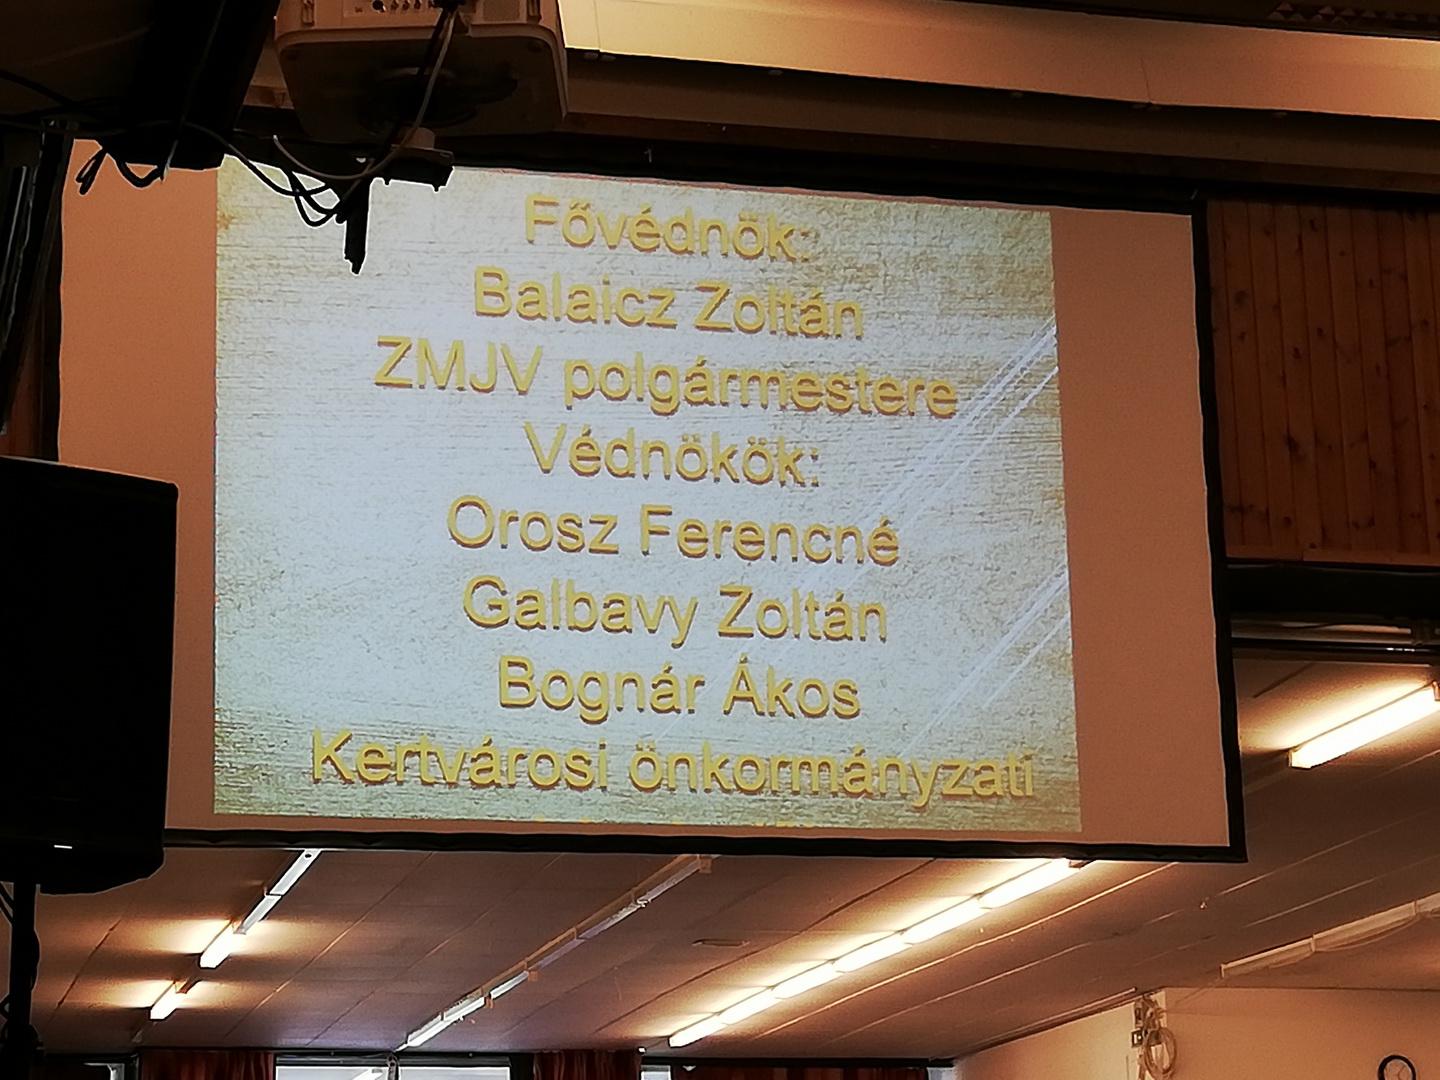 Fővédnök:
Balaicz Zoltán
ZMJV polgármestere
Védnökök:
Orosz Ferencné
Galbavy Zoltán
Bognár Ákos
Kertvárosi önkormányzati